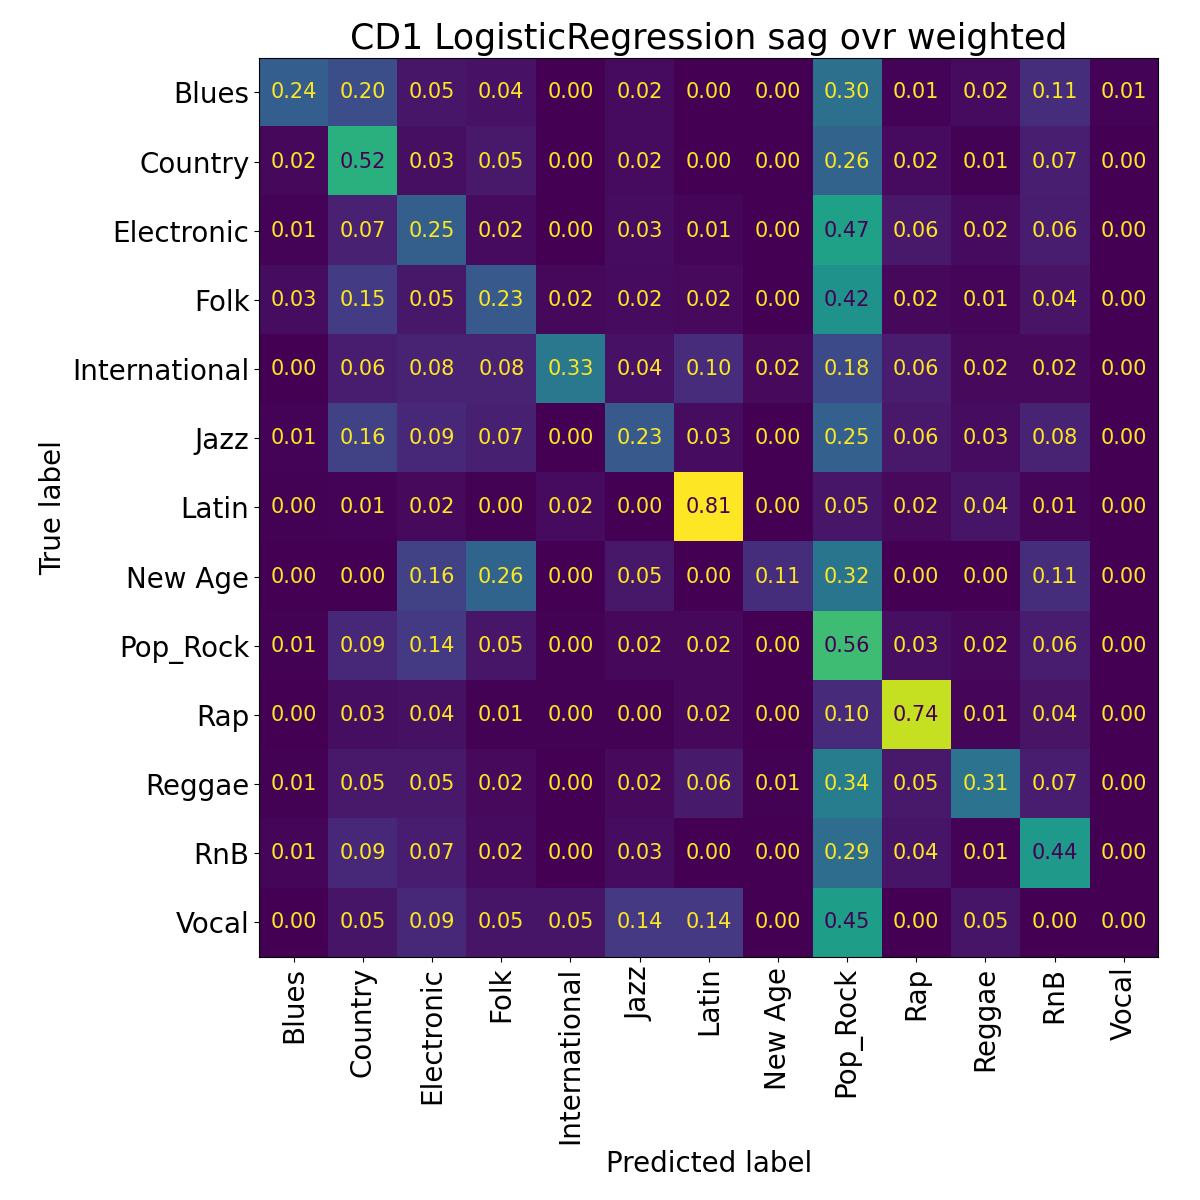 CD1 LogisticRegression sag ovr weighted
Blues 0.24 0.20 0.05 0.04 0.00 0.02 0.00 0.00 0.30 0.01 0.02 0.11 0.01
Country 0.02 0.52 0.03 0.05 0.00 0.02 0.00 0.00 0.26 0.02 0.01 0.07 0.00
Electronic 0.01 0.07 0.25 0.02 0.00 0.03 0.01 0.00 0.47 0.06 0.02 0.06 0.00
Folk 0.03 0.15 0.05 0.23 0.02 0.02 0.02 0.00 0.42 0.02 0.01 0.04 0.00
International 0.00 0.06 0.08 0.08 0.33 0.04 0.10 0.02 0.18 0.06 0.02 0.02 0.00
Jazz 0.01 0.16 0.09 0.07 0.00 0.23 0.03 0.00 0.25 0.06 0.03 0.08 0.00
Latin 0.00 0.01 0.02 0.00 0.02 0.00 0.81 0.00 0.05 0.02 0.04 0.01 0.00
New Age 0.00 0.00 0.16 0.26 0.00 0.05 0.00 0.11 0.32 0.00 0.00 0.11 0.00
Pop_Rock 0.01 0.09 0.14 0.05 0.00 0.02 0.02 0.00 0.56 0.03 0.02 0.06 0.00
Rap 0.00 0.03 0.04 0.01 0.00 0.00 0.02 0.00 0.10 0.74 0.01 0.04 0.00
Reggae 0.01 0.05 0.05 0.02 0.00 0.02 0.06 0.01 0.34 0.05 0.31 0.07 0.00
RnB 0.01 0.09 0.07 0.02 0.00 0.03 0.00 0.00 0.29 0.04 0.01 0.44 0.00
Vocal 0.00 0.05 0.09 0.05 0.05 0.14 0.14 0.00 0.45 0.00 0.05 0.00 0.00
True label
Blues Country Electronic Folk International Jazz Latin New Age Pop_Rock Rap Reggae RnB Vocal
Predicted label